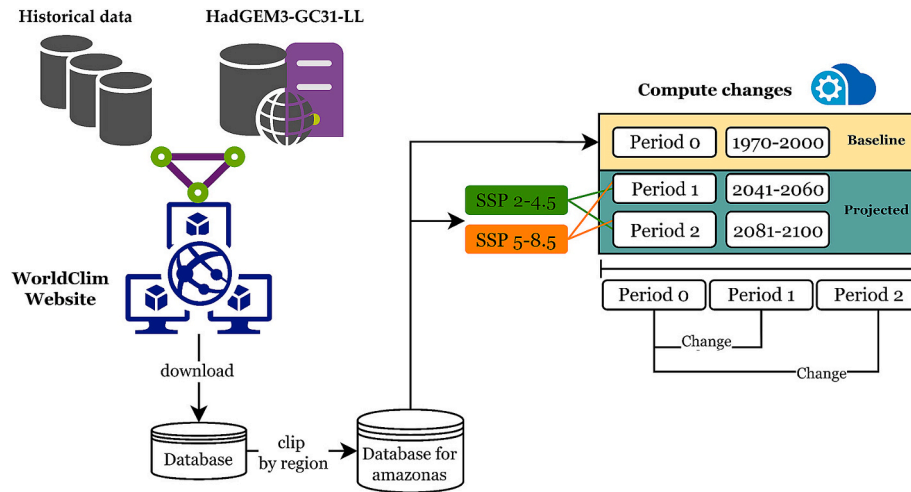 Historical data
HadGEM3-GC31-LL
WorldClim
Website
download
Database
clip
by region
Database for
amazonas
SSP 2-4.5
SSP 5-8.5
Compute changes
Period 0
1970-2000
Baseline
Period 1
2041-2060
Projected
Period 2
2081-2100
Period 0
Period 1
Period 2
Change
Change